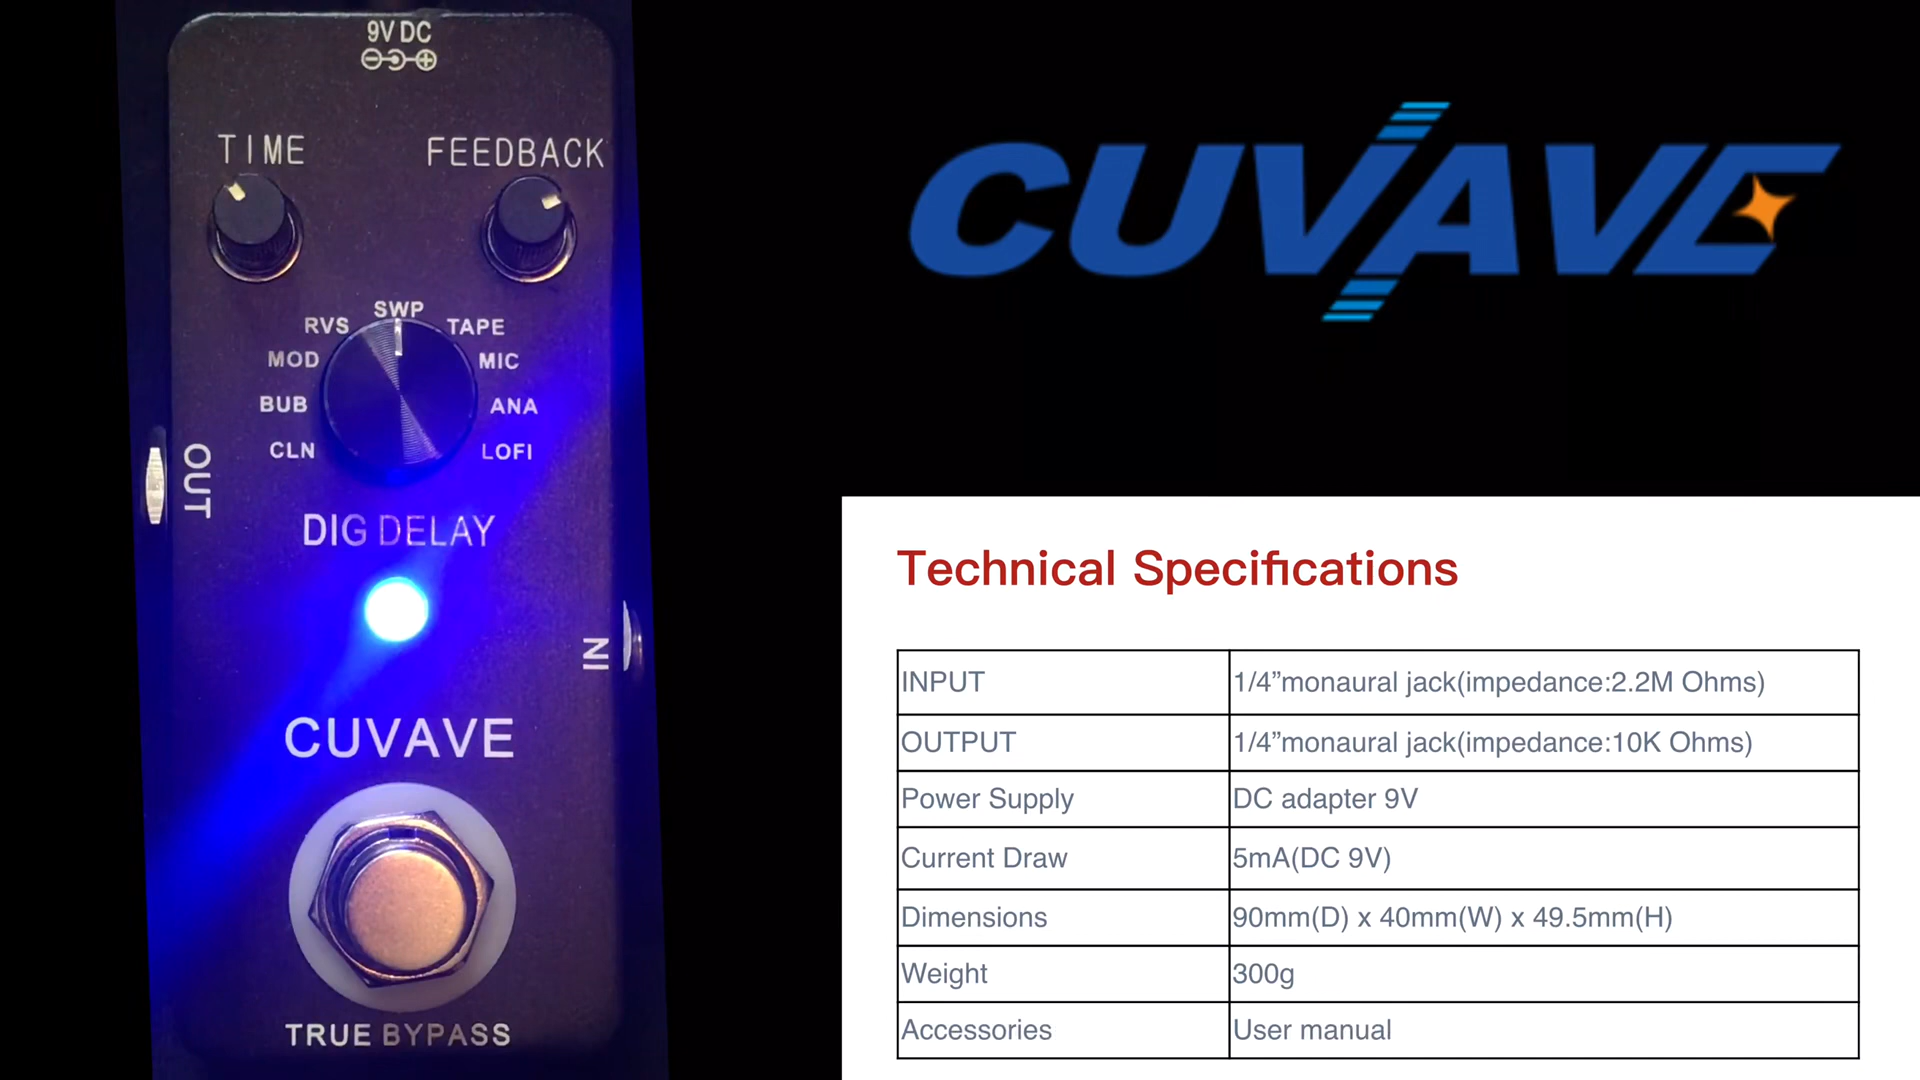 9V DC
TIME
FEEDBACK
SWP
RVS
TAPE
MOD
MIC
BUB
ANA
CLN
LOFI
OUT
DIG DELAY
IN
CUVAVE
TRUE BYPASS
CUVAVE
Technical Specifications
INPUT 1/4”monaural jack(impedance:2.2M Ohms)
OUTPUT 1/4”monaural jack(impedance:10K Ohms)
Power Supply DC adapter 9V
Current Draw 5mA(DC 9V)
Dimensions 90mm(D) x 40mm(W) x 49.5mm(H)
Weight 300g
Accessories User manual